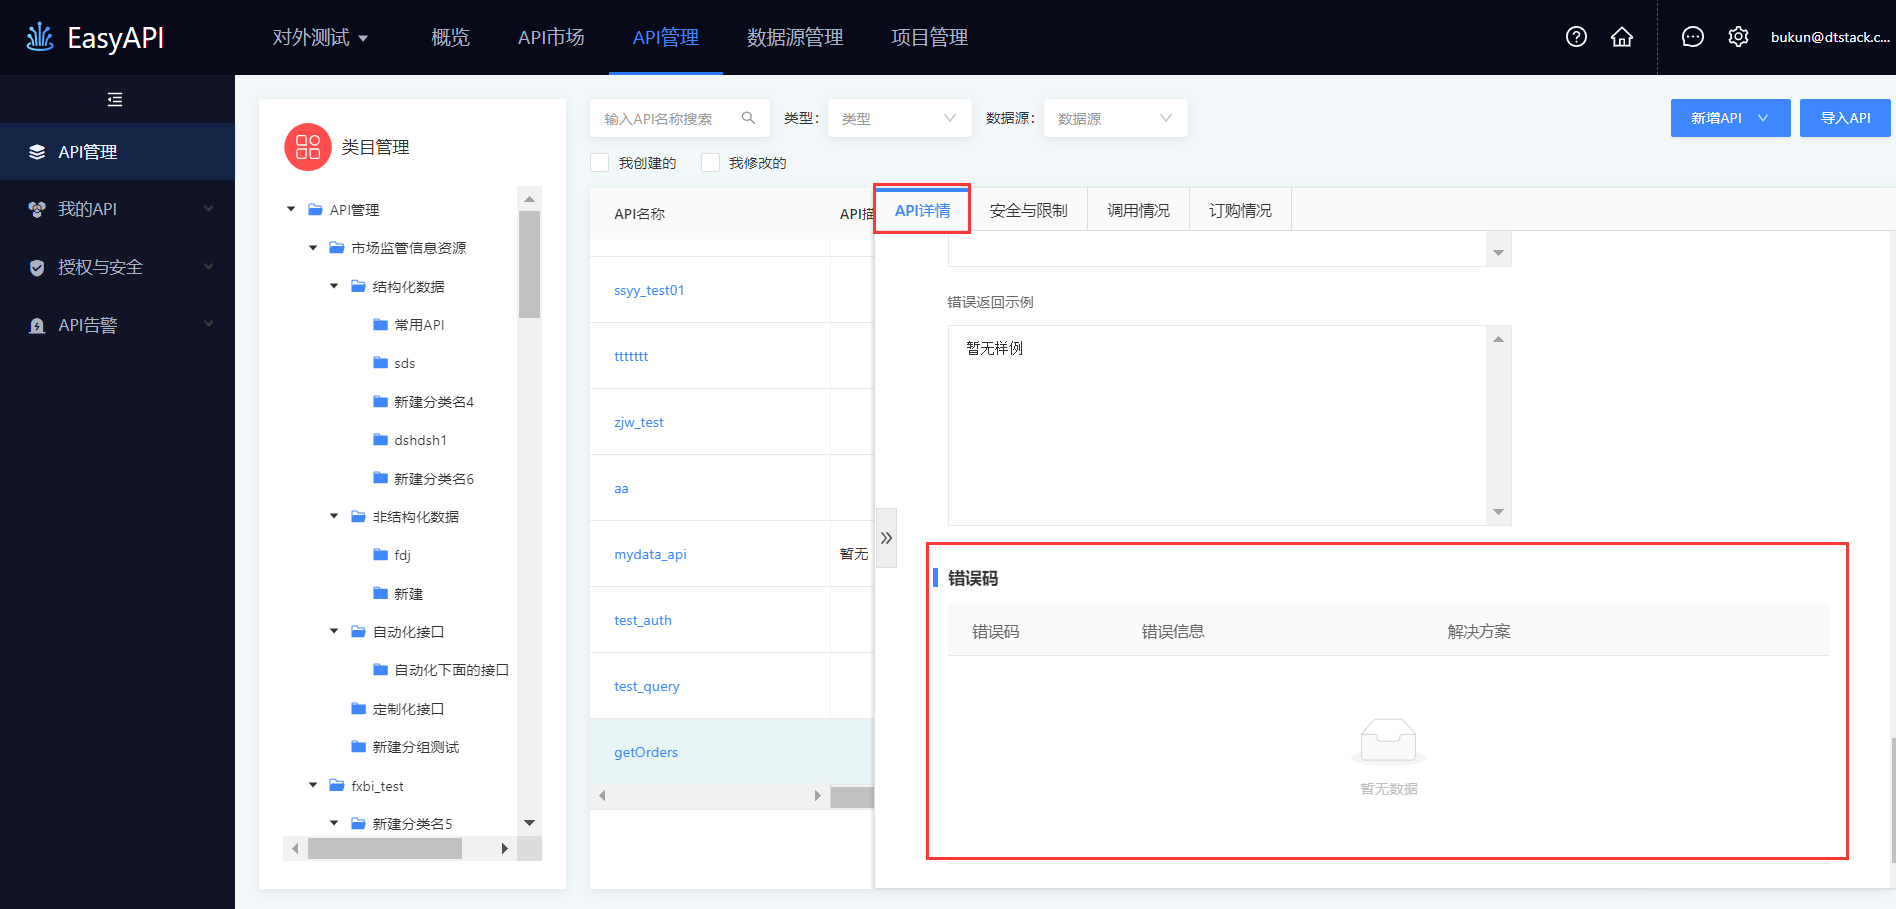 EasyAPI
对外测试
概览
API市场
API管理
数据源管理
项目管理
bukun@dtstack.c...
API管理
我的API
授权与安全
API告警
类目管理
API管理
市场监管信息资源
结构化数据
常用API
sds
新建分类名4
dshdsh1
新建分类名6
非结构化数据
fdj
新建
自动化接口
自动化下面的接口
定制化接口
新建分组测试
fxbi_test
新建分类名5
输入API名称搜索
类型：
类型
数据源：
数据源
新增API
导入API
我创建的
我修改的
API名称
API描
ssyy_test01
ttttttt
zjw_test
aa
mydata_api
暂无
test_auth
test_query
getOrders
API详情
安全与限制
调用情况
订购情况
错误返回示例
暂无样例
错误码
错误码
错误信息
解决方案
暂无数据